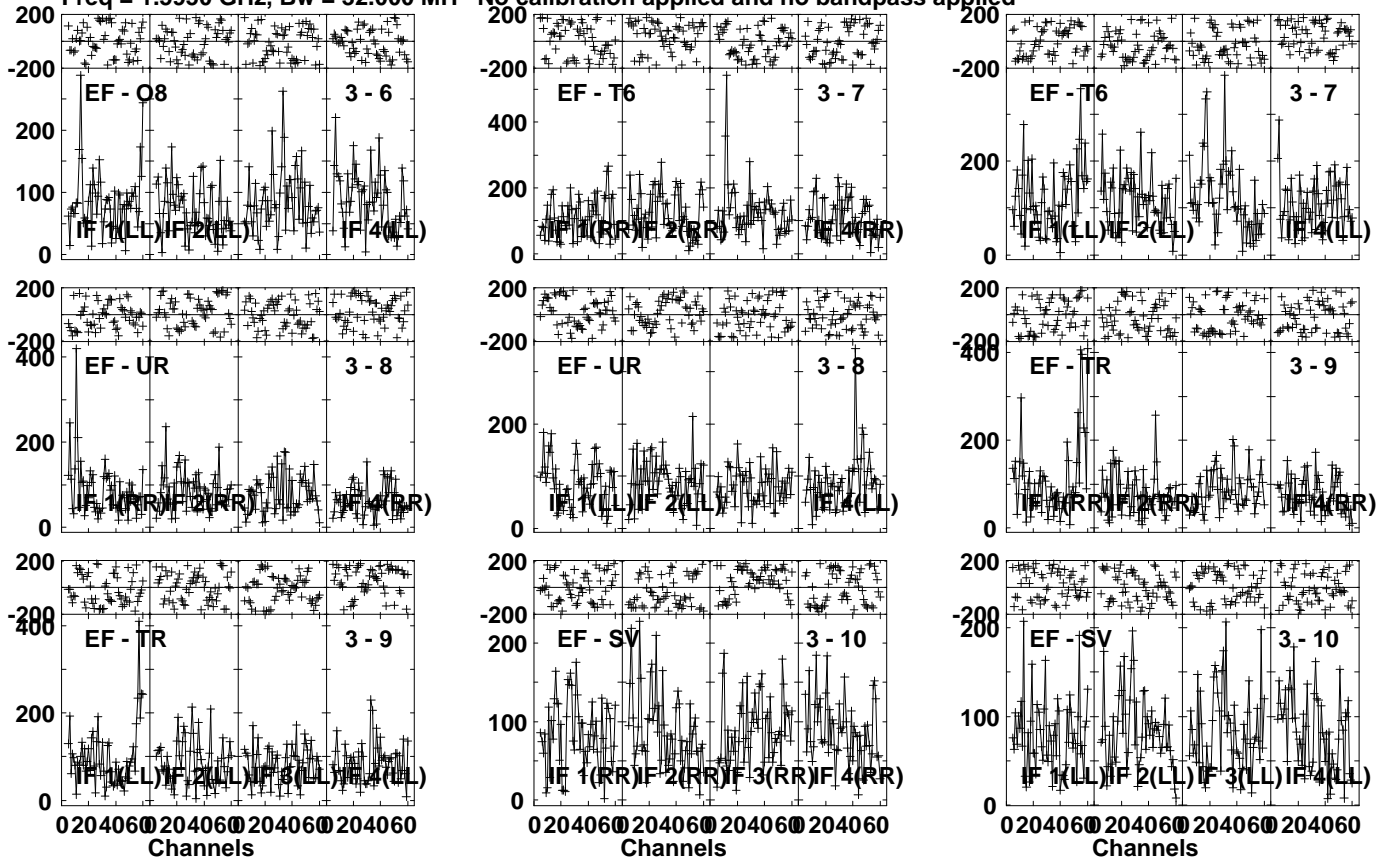 No calibration applied and no bandpass applied
200
-200
EF - O8 3 - 6
200
100
0
IF 1(LL) IF 2(LL) IF 4(LL)
200
-200
EF - T6 3 - 7
400
200
0
IF 1(RR) IF 2(RR) IF 4(RR)
200
-200
EF - T6 3 - 7
200
0
IF 1(LL) IF 2(LL) IF 4(LL)
200
-200
400
EF - UR 3 - 8
200
0
IF 1(RR) IF 2(RR) IF 4(RR)
200
-200
EF - UR 3 - 8
200
0
IF 1(LL) IF 2(LL) IF 4(LL)
200
-200
400
EF - TR 3 - 9
200
0
IF 1(RR) IF 2(RR) IF 4(RR)
200
-200
400
EF - TR 3 - 9
200
0
IF 1(LL) IF 2(LL) IF 3(LL) IF 4(LL)
0 20 40 60 0 20 40 60 0 20 40 60 0 20 40 60
Channels
200
-200
EF - SV 3 - 10
200
100
0
IF 1(RR) IF 2(RR) IF 3(RR) IF 4(RR)
0 20 40 60 0 20 40 60 0 20 40 60 0 20 40 60
Channels
200
-200
200
EF - SV 3 - 10
100
0
IF 1(LL) IF 2(LL) IF 3(LL) IF 4(LL)
0 20 40 60 0 20 40 60 0 20 40 60 0 20 40 60
Channels